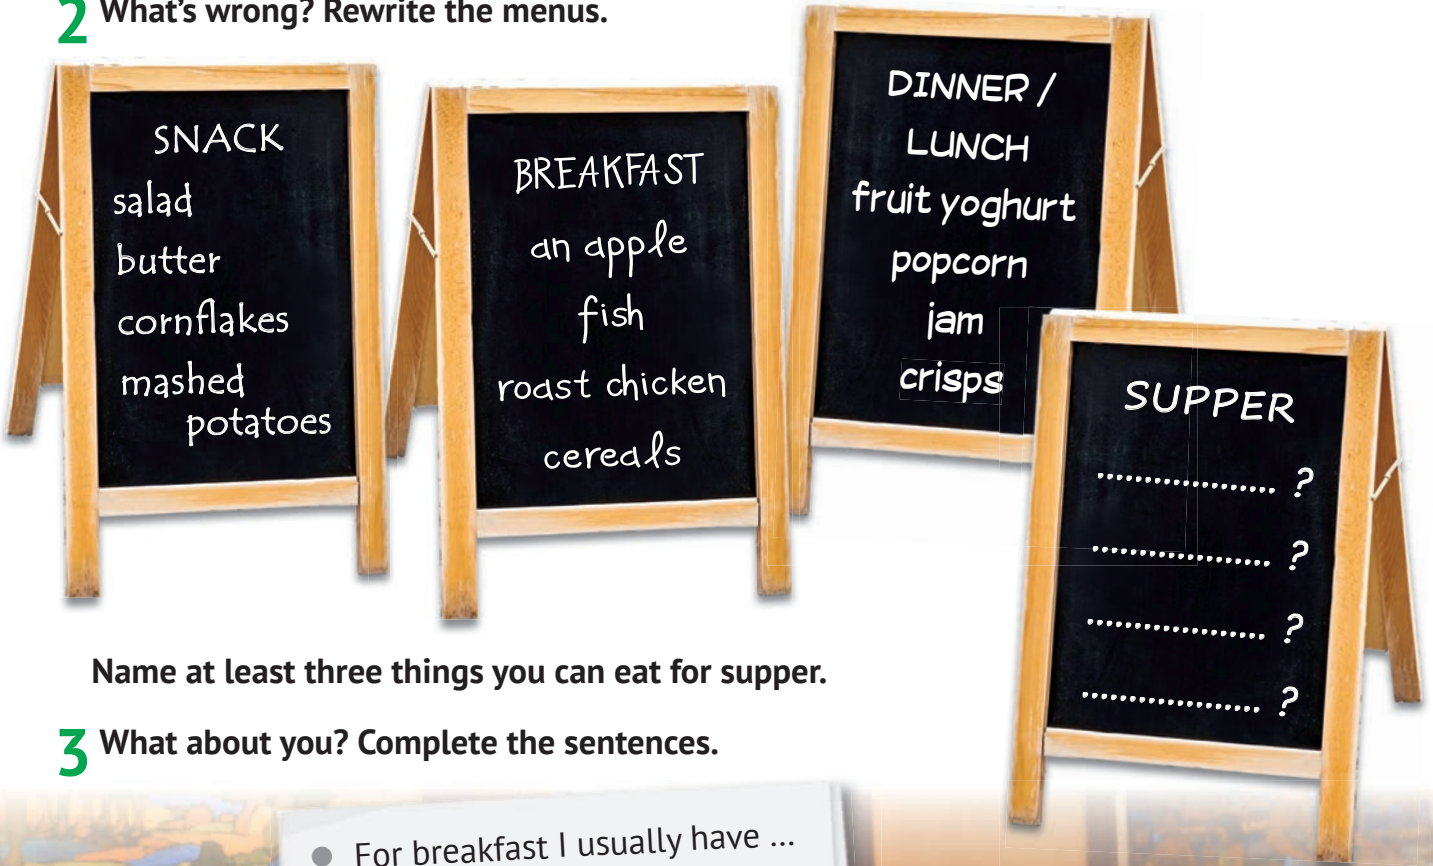 2 What's wrong? Rewrite the menus.
SNACK
salad
butter
cornflakes
mashed
potatoes
BREAKFAST
an apple
fish
roast chicken
cereals
DINNER /
LUNCH
fruit yoghurt
popcorn
jam
crisps
SUPPER
.................. ?
.................. ?
.................. ?
.................. ?
Name at least three things you can eat for supper.
3 What about you? Complete the sentences.
● For breakfast I usually have ...